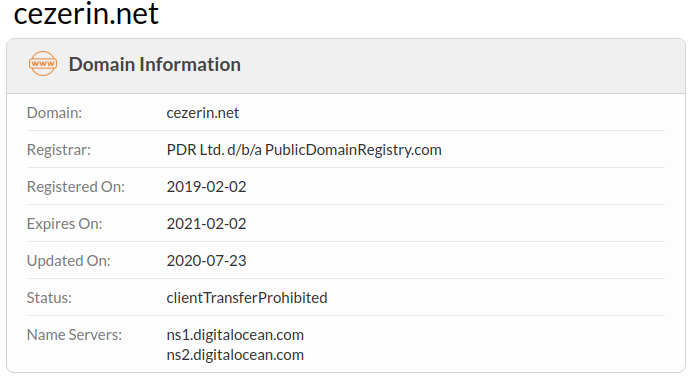 cezerin.net
www
Domain Information
Domain: cezerin.net
Registrar: PDR Ltd. d/b/a PublicDomainRegistry.com
Registered On: 2019-02-02
Expires On: 2021-02-02
Updated On: 2020-07-23
Status: clientTransferProhibited
Name Servers: ns1.digitalocean.com
ns2.digitalocean.com